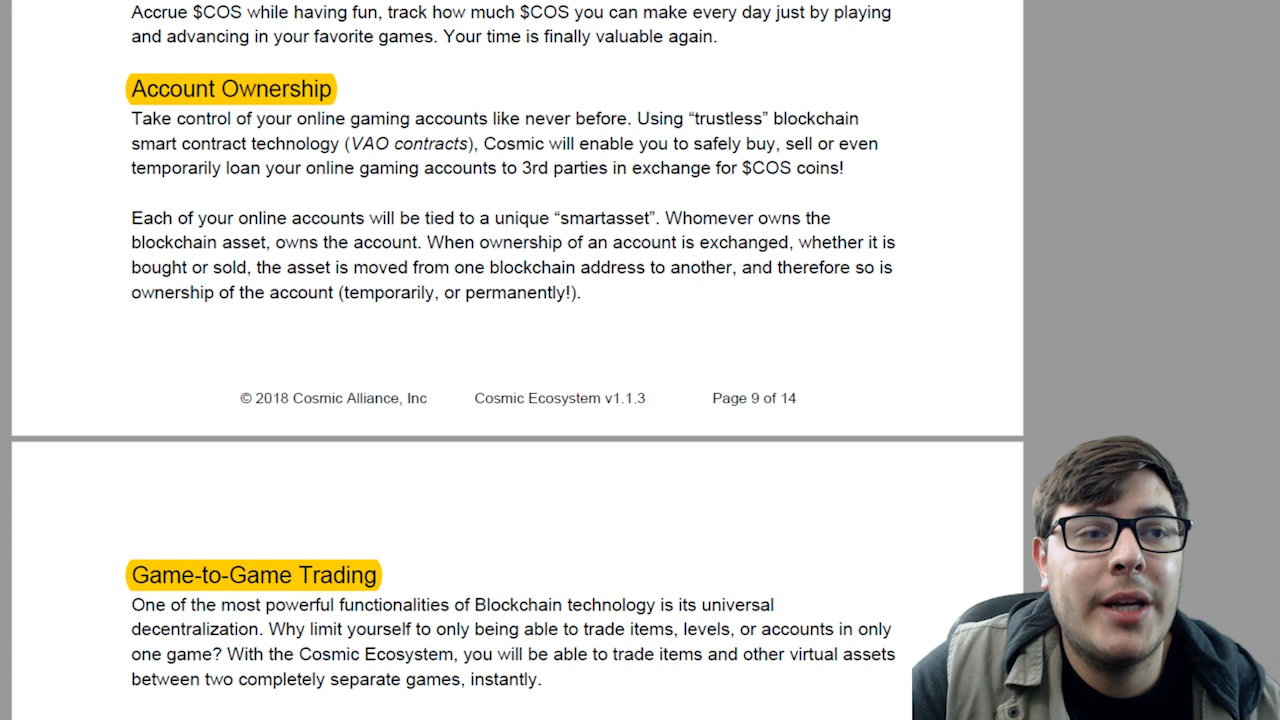 Accrue $COS while having fun, track how much $COS you can make every day just by playing
and advancing in your favorite games. Your time is finally valuable again.
Account Ownership
Take control of your online gaming accounts like never before. Using “trustless” blockchain
smart contract technology (VAO contracts), Cosmic will enable you to safely buy, sell or even
temporarily loan your online gaming accounts to 3rd parties in exchange for $COS coins!
Each of your online accounts will be tied to a unique “smartasset”. Whomever owns the
blockchain asset, owns the account. When ownership of an account is exchanged, whether it is
bought or sold, the asset is moved from one blockchain address to another, and therefore so is
ownership of the account (temporarily, or permanently!).
© 2018 Cosmic Alliance, Inc Cosmic Ecosystem v1.1.3 Page 9 of 14
Game-to-Game Trading
One of the most powerful functionalities of Blockchain technology is its universal
decentralization. Why limit yourself to only being able to trade items, levels, or accounts in only
one game? With the Cosmic Ecosystem, you will be able to trade items and other virtual assets
between two completely separate games, instantly.